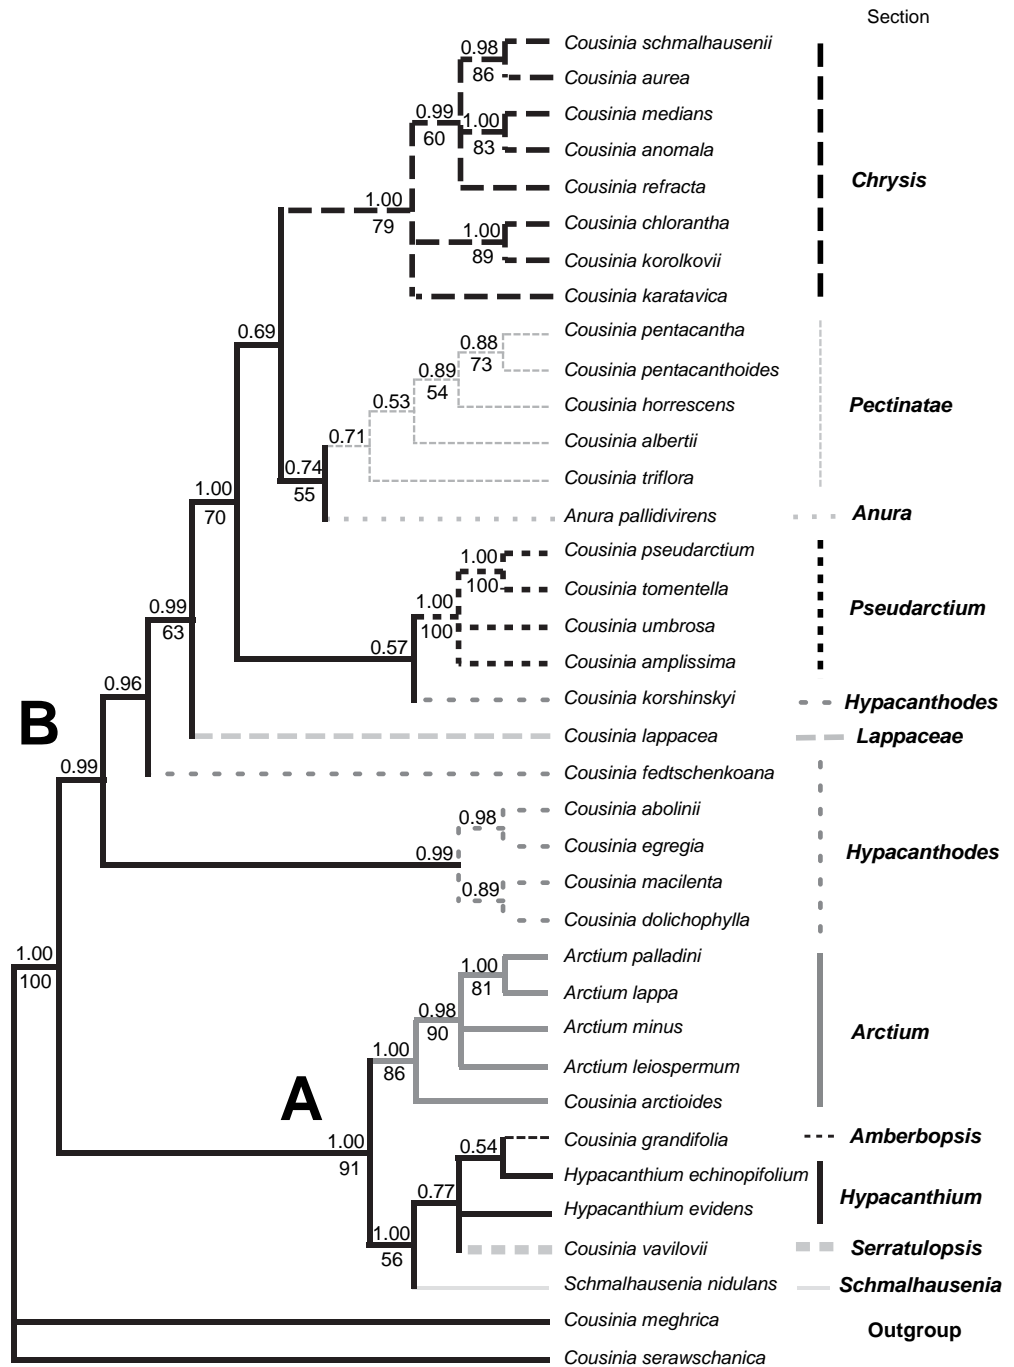 Section
0.98
Cousinia schmalhausenii
86
Cousinia aurea
0.99
1.00
Cousinia medians
60
83
Cousinia anomala
Chrysis
1.00
Cousinia refracta
79
1.00
Cousinia chlorantha
89
Cousinia korolkovii
Cousinia karatavica
0.69
0.88
Cousinia pentacantha
0.89
73
Cousinia pentacanthoides
54
0.53
Cousinia horrescens
Pectinatae
0.71
Cousinia albertii
0.74
Cousinia triflora
55
1.00
70
Anura pallidivirens
Anura
1.00
Cousinia pseudarctium
100
Cousinia tomentella
1.00
Pseudarctium
0.99
63
100
Cousinia umbrosa
0.57
Cousinia amplissima
0.96
Cousinia korshinskyi
Hypacanthodes
B
Cousinia lappacea
Lappaceae
0.99
Cousinia fedtschenkoana
0.98
Cousinia abolinii
0.99
Cousinia egregia
Hypacanthodes
0.89
Cousinia macilenta
Cousinia dolichophylla
1.00
100
1.00
Arctium palladini
81
Arctium lappa
0.98
90
Arctium minus
Arctium
1.00
86
Arctium leiospermum
A
Cousinia arctioides
1.00
91
0.54
Cousinia grandifolia
Amberbopsis
Hypacanthium echinopifolium
0.77
Hypacanthium evidens
Hypacanthium
1.00
56
Cousinia vavilovii
Serratulopsis
Schmalhausenia nidulans
Schmalhausenia
Cousinia meghrica
Outgroup
Cousinia serawschanica